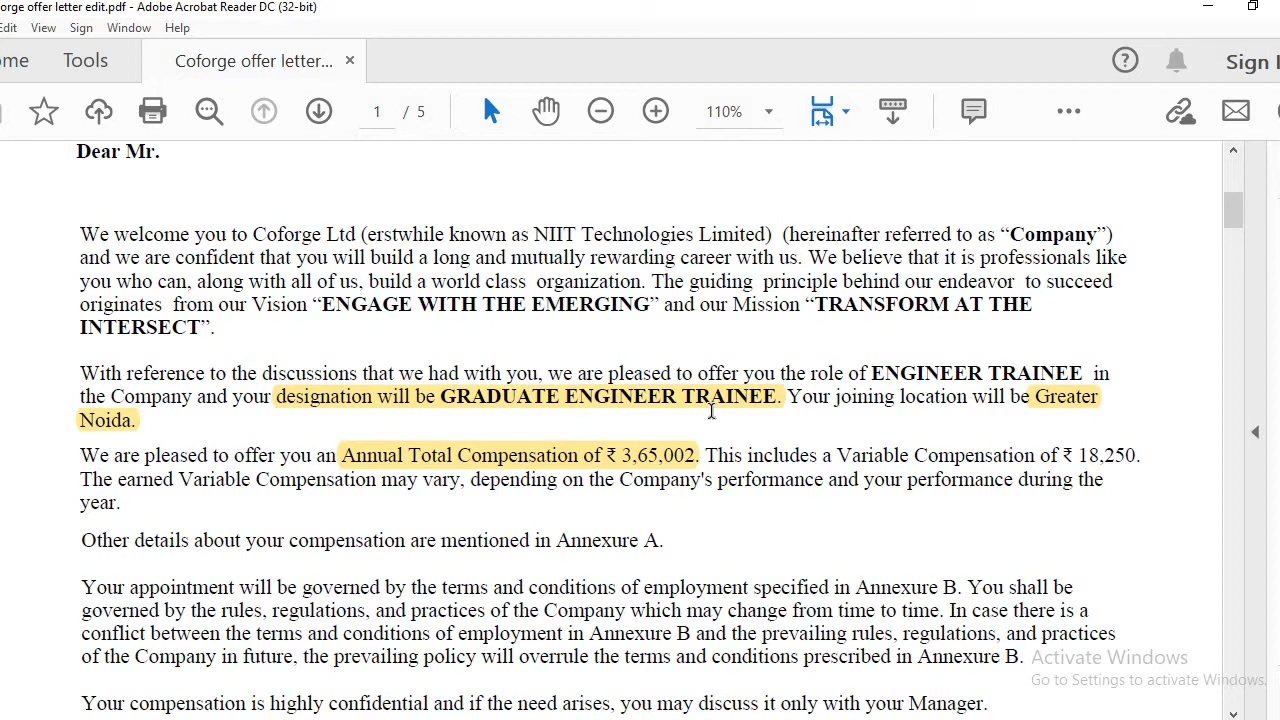 orge offer letter edit.pdf - Adobe Acrobat Reader DC (32-bit)
Edit View Sign Window Help
ome Tools Coforge offer letter... × Sign I
1 / 5 110%
Dear Mr.
We welcome you to Coforge Ltd (erstwhile known as NIIT Technologies Limited) (hereinafter referred to as “Company”)
and we are confident that you will build a long and mutually rewarding career with us. We believe that it is professionals like
you who can, along with all of us, build a world class organization. The guiding principle behind our endeavor to succeed
originates from our Vision “ENGAGE WITH THE EMERGING” and our Mission “TRANSFORM AT THE
INTERSECT”.
With reference to the discussions that we had with you, we are pleased to offer you the role of ENGINEER TRAINEE in
the Company and your designation will be GRADUATE ENGINEER TRAINEE. Your joining location will be Greater
Noida.
We are pleased to offer you an Annual Total Compensation of ₹ 3,65,002. This includes a Variable Compensation of ₹ 18,250.
The earned Variable Compensation may vary, depending on the Company's performance and your performance during the
year.
Other details about your compensation are mentioned in Annexure A.
Your appointment will be governed by the terms and conditions of employment specified in Annexure B. You shall be
governed by the rules, regulations, and practices of the Company which may change from time to time. In case there is a
conflict between the terms and conditions of employment in Annexure B and the prevailing rules, regulations, and practices
of the Company in future, the prevailing policy will overrule the terms and conditions prescribed in Annexure B.
Activate Windows
Go to Settings to activate Windows.
Your compensation is highly confidential and if the need arises, you may discuss it only with your Manager.